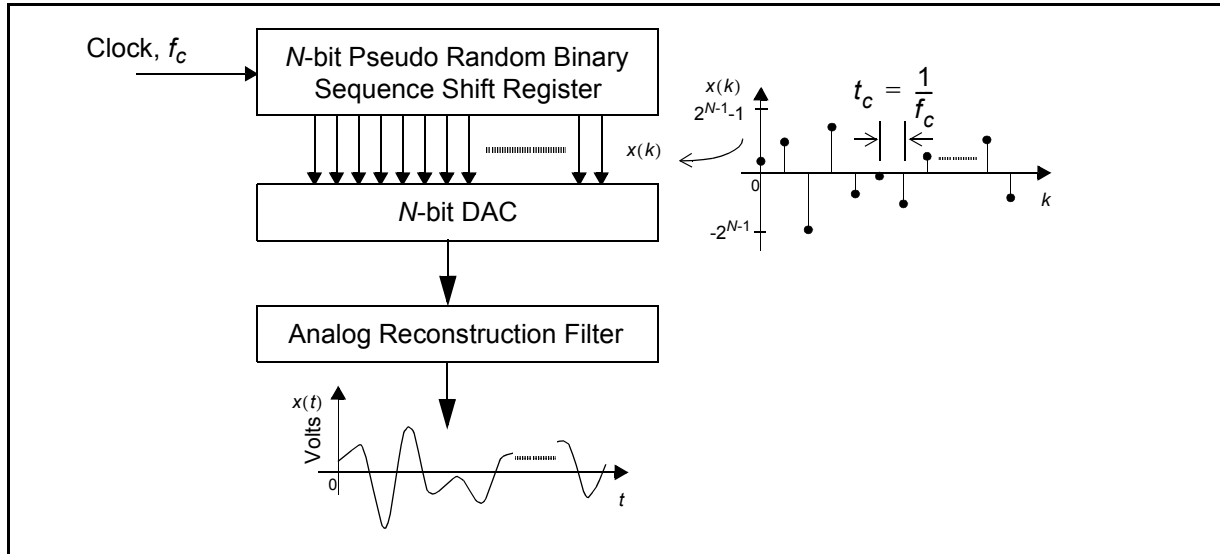 Clock, f_c
N-bit Pseudo Random Binary
Sequence Shift Register
x(k)
2^{N-1}-1
t_c = 1/f_c
x(k)
0
k
-2^{N-1}
N-bit DAC
Analog Reconstruction Filter
x(t)
Volts
0
t